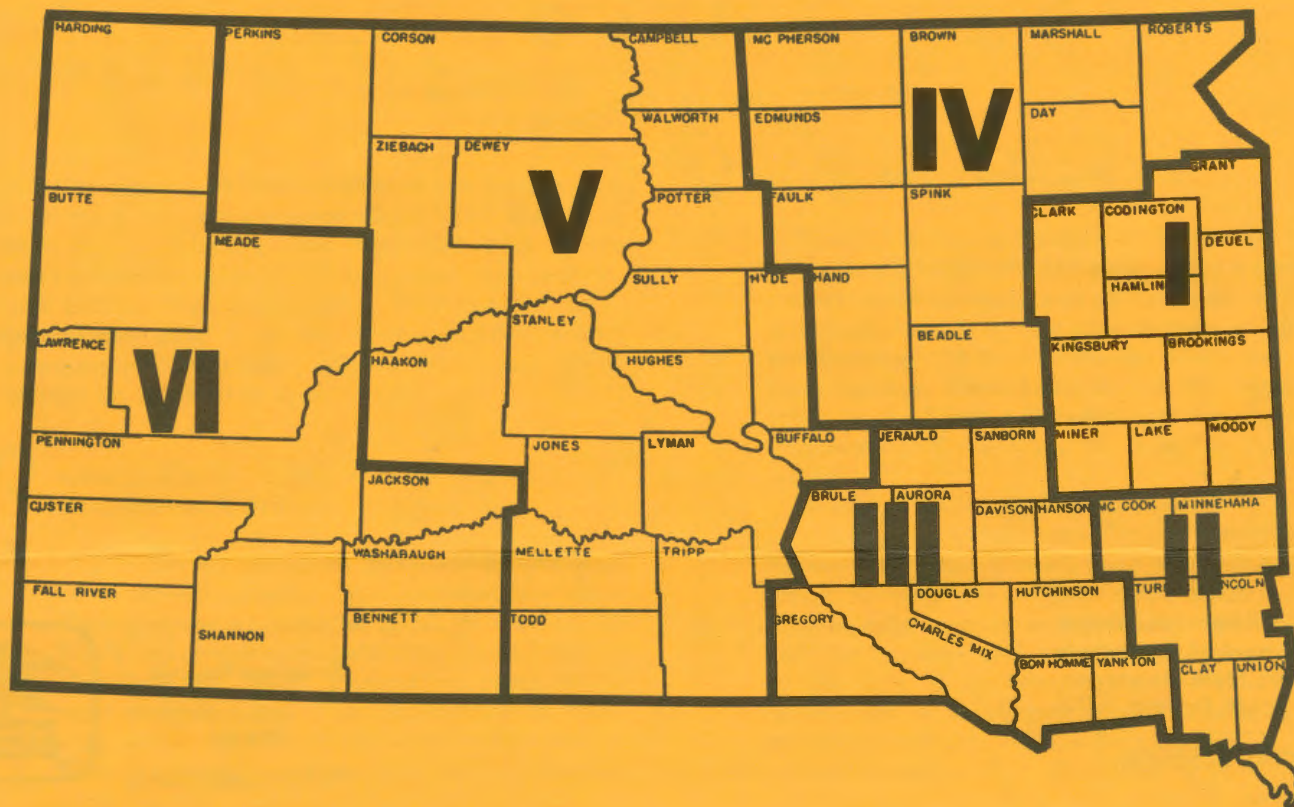 HARDING PERKINS CORSON CAMPBELL MC PHERSON BROWN MARSHALL ROBERTS
WALWORTH EDMUNDS DAY
IV
ZIEBACH DEWEY
V
GRANT
BUTTE POTTER FAULK SPINK CLARK CODINGTON
I
MEADE DEUEL
SULLY HYDE HAND HAMLIN
STANLEY
LAWRENCE HAAKON HUGHES BEADLE KINGSBURY BROOKINGS
VI
PENNINGTON JONES LYMAN BUFFALO JERAULD SANBORN MINER LAKE MOODY
JACKSON
CUSTER BRULE AURORA DAVISON HANSON MC COOK MINNEHAHA
III II
WASHABAUGH MELLETTE TRIPP
FALL RIVER DOUGLAS HUTCHINSON
SHANNON BENNETT TODD GREGORY CHARLES MIX
BON HOMME YANKTON CLAY UNION